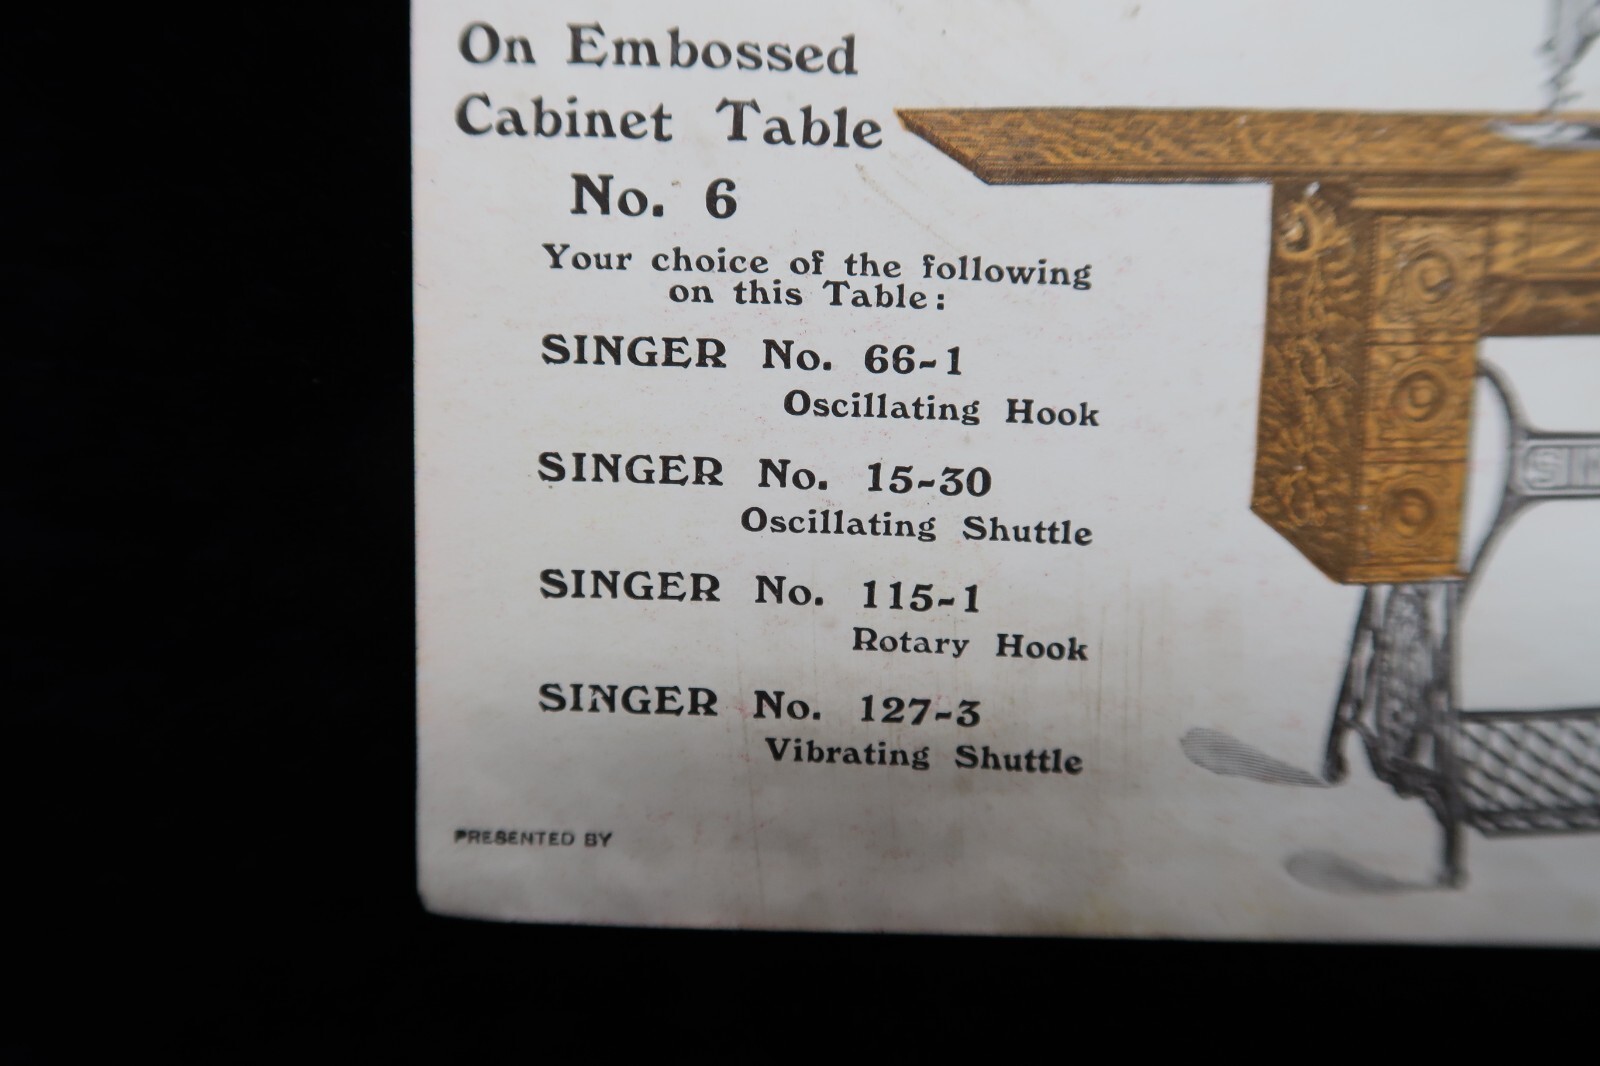 On Embossed
Cabinet Table
No. 6
Your choice of the following
on this Table:
SINGER No. 66-1
Oscillating Hook
SINGER No. 15-30
Oscillating Shuttle
SINGER No. 115-1
Rotary Hook
SINGER No. 127-3
Vibrating Shuttle
PRESENTED BY